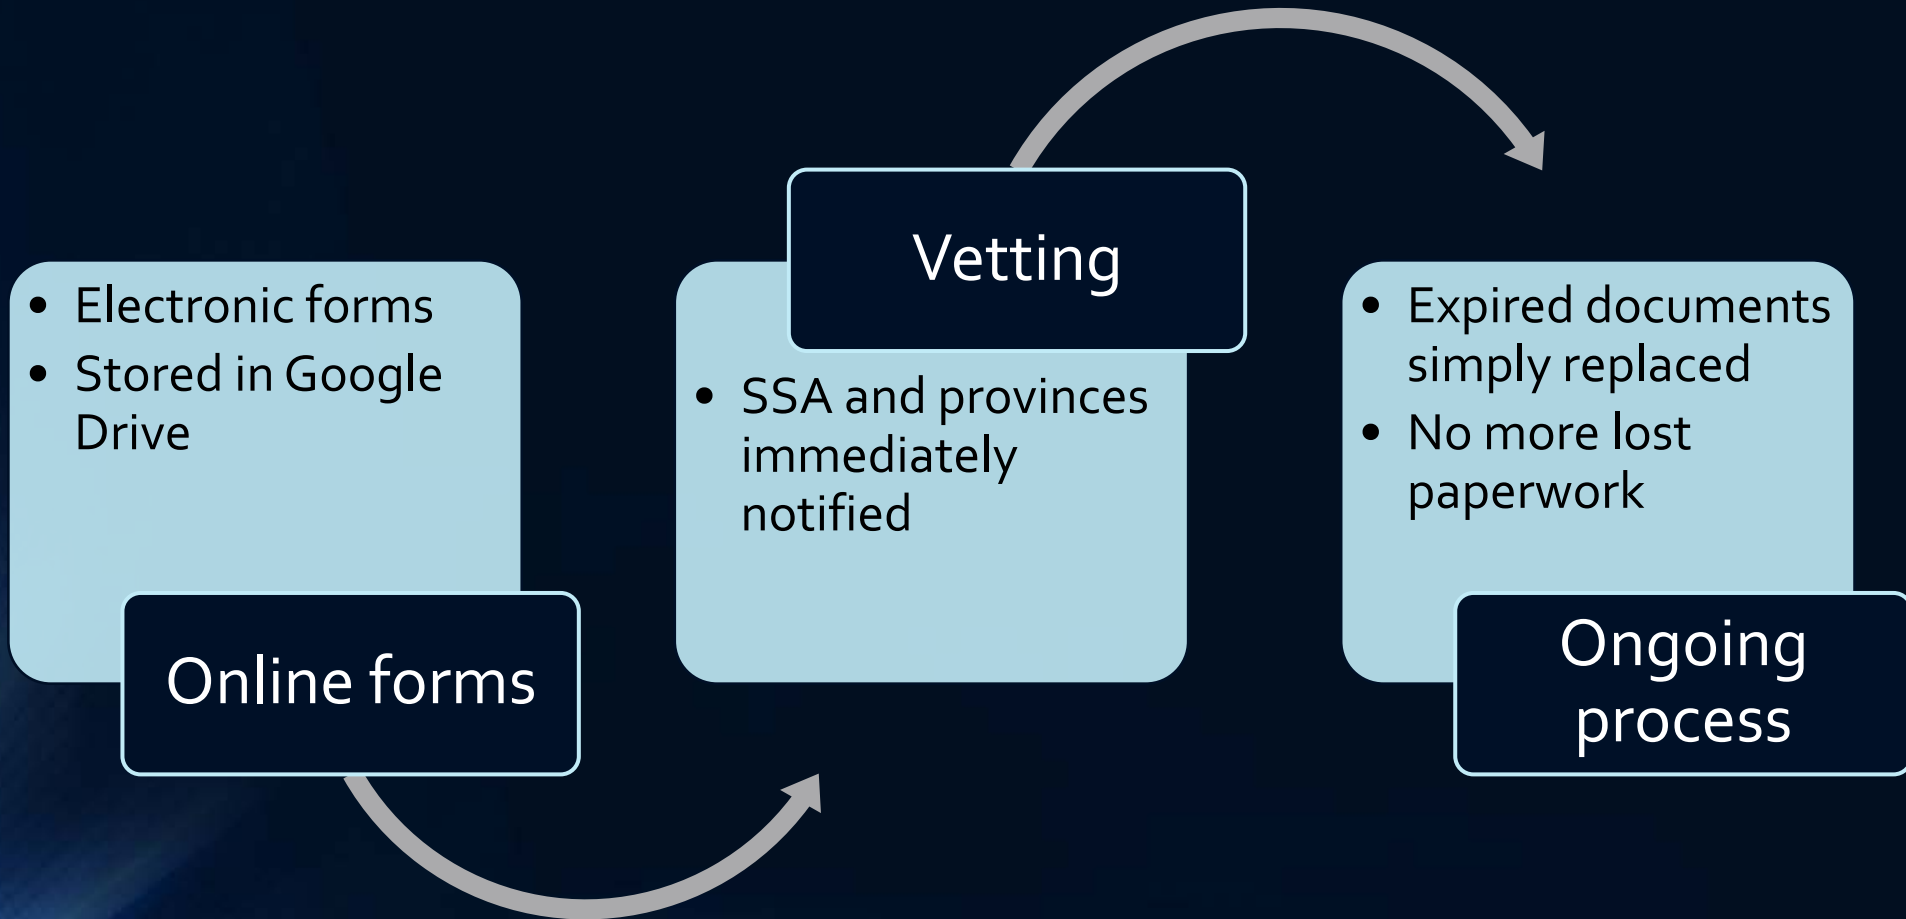 • Electronic forms
• Stored in Google
Drive
Online forms
Vetting
• SSA and provinces
immediately
notified
• Expired documents
simply replaced
• No more lost
paperwork
Ongoing
process